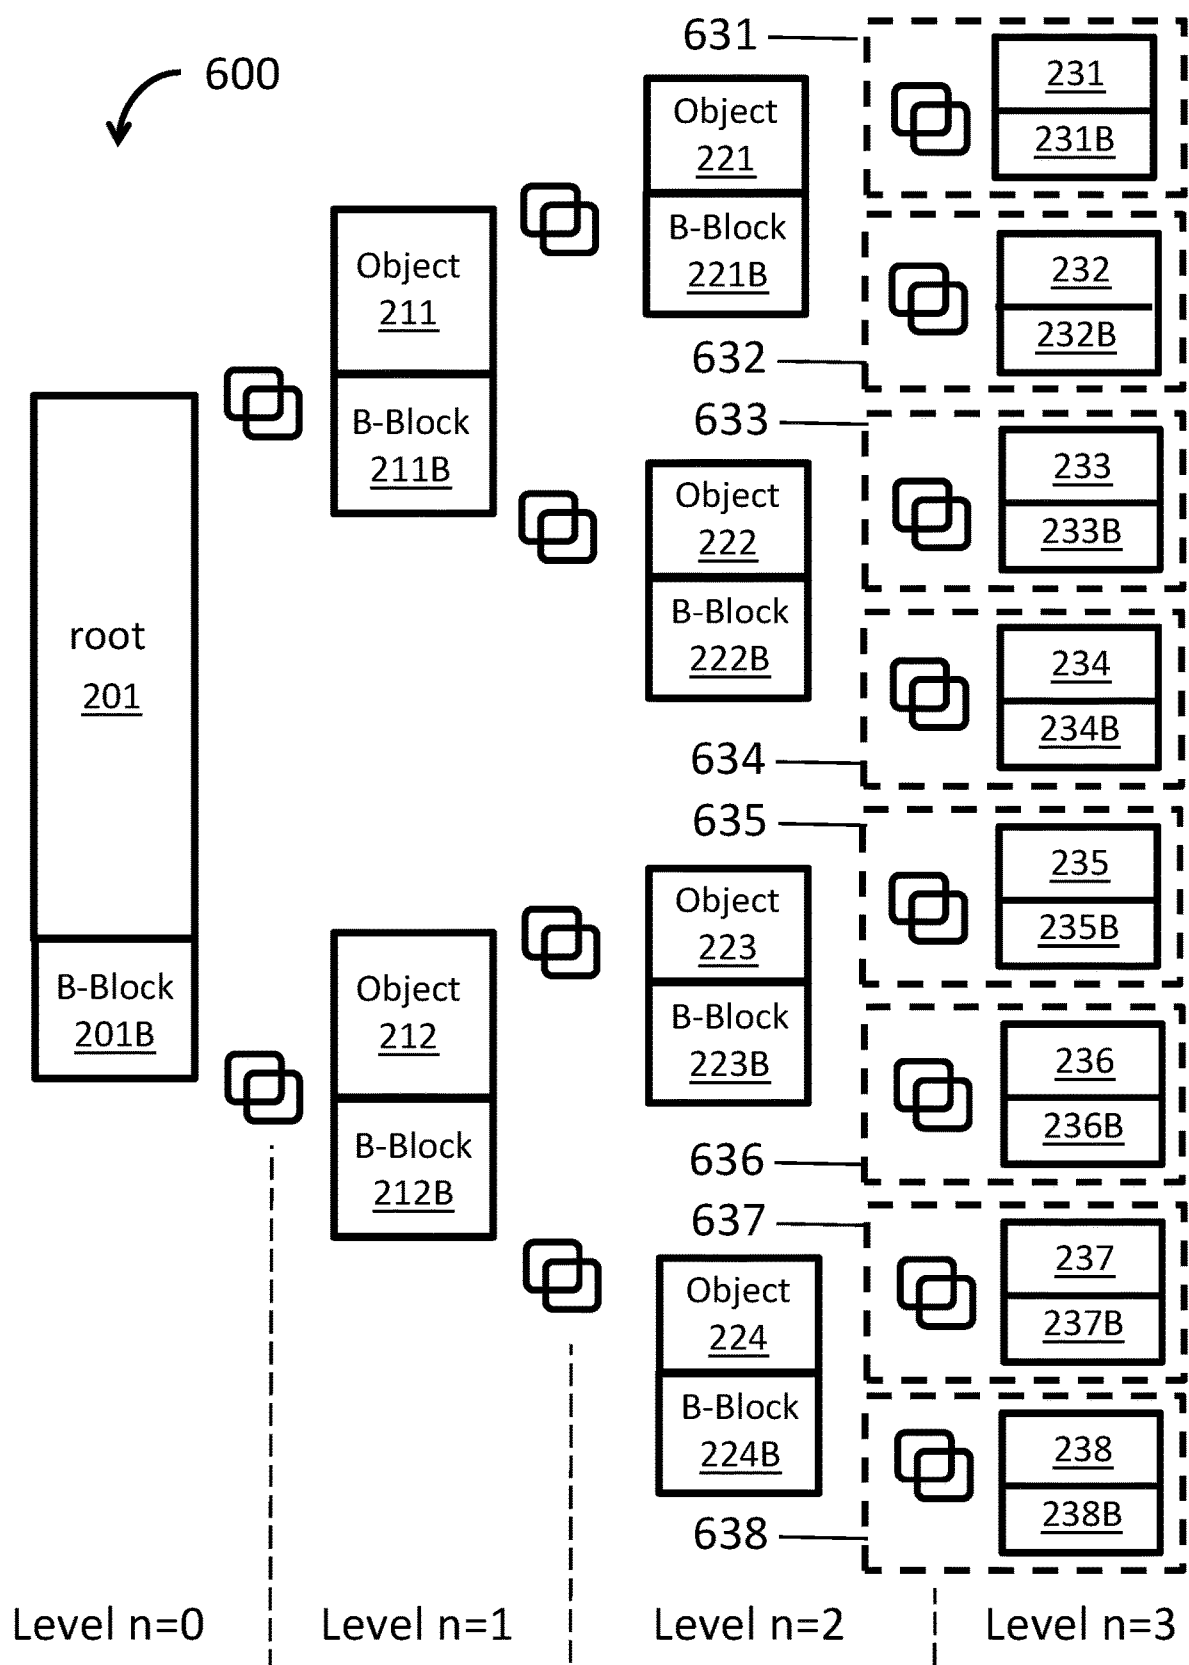 600
root
201
B-Block
201B
Object
211
B-Block
211B
Object
212
B-Block
212B
Object
221
B-Block
221B
Object
222
B-Block
222B
Object
223
B-Block
223B
Object
224
B-Block
224B
631
231
231B
632
232
232B
633
233
233B
634
234
234B
635
235
235B
636
236
236B
637
237
237B
638
238
238B
Level n=0
Level n=1
Level n=2
Level n=3